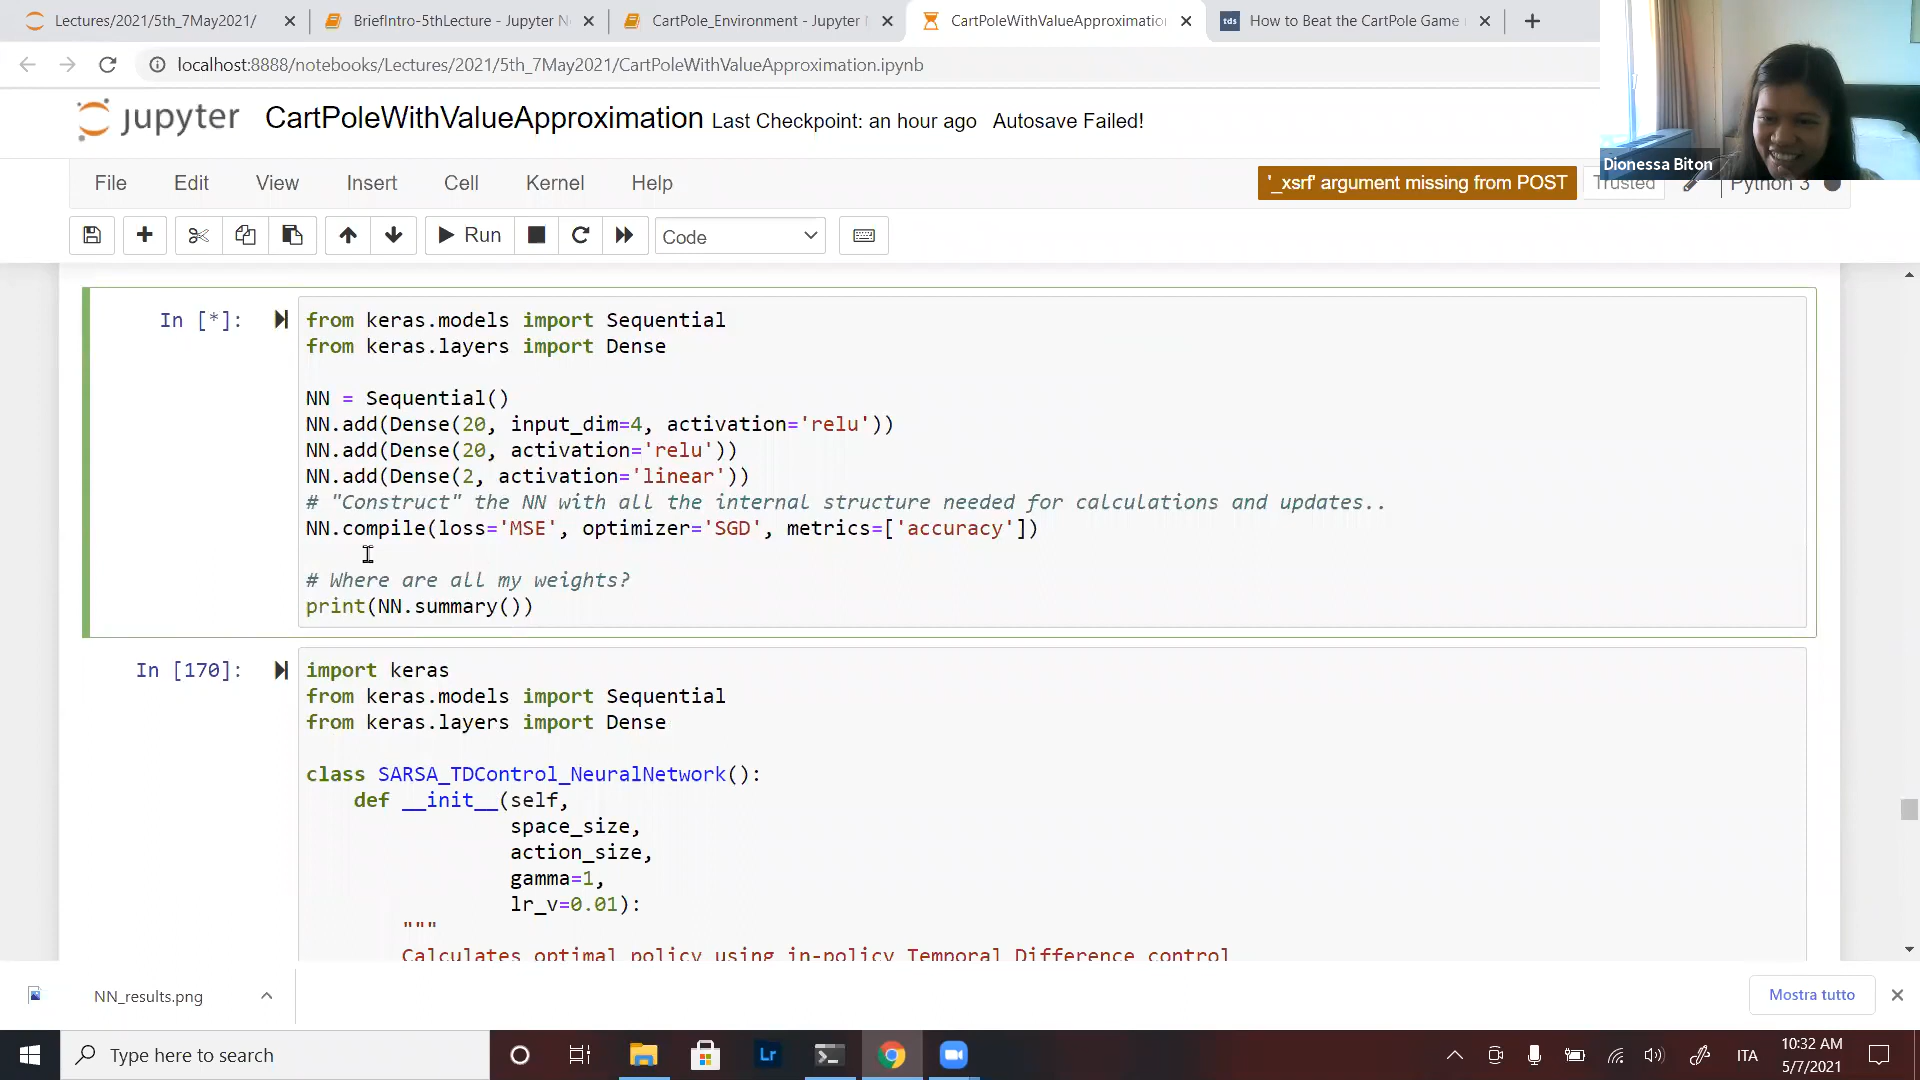 Lectures/2021/5th_7May2021/
BriefIntro-5thLecture - Jupyter N
CartPole_Environment - Jupyter
CartPoleWithValueApproximatio
tds How to Beat the CartPole Game
localhost:8888/notebooks/Lectures/2021/5th_7May2021/CartPoleWithValueApproximation.ipynb
jupyter CartPoleWithValueApproximation Last Checkpoint: an hour ago Autosave Failed!
Dionessa Biton
File Edit View Insert Cell Kernel Help '_xsrf' argument missing from POST Trusted Python 3
Run Code
In [*]:
from keras.models import Sequential
from keras.layers import Dense
NN = Sequential()
NN.add(Dense(20, input_dim=4, activation='relu'))
NN.add(Dense(20, activation='relu'))
NN.add(Dense(2, activation='linear'))
# "Construct" the NN with all the internal structure needed for calculations and updates..
NN.compile(loss='MSE', optimizer='SGD', metrics=['accuracy'])
# Where are all my weights?
print(NN.summary())
In [170]:
import keras
from keras.models import Sequential
from keras.layers import Dense
class SARSA_TDControl_NeuralNetwork():
def __init__(self,
space_size,
action_size,
gamma=1,
lr_v=0.01):
"""
Calculates optimal policy using in-policy Temporal Difference control
NN_results.png
Mostra tutto
Type here to search
Lr
ITA
10:32 AM
5/7/2021